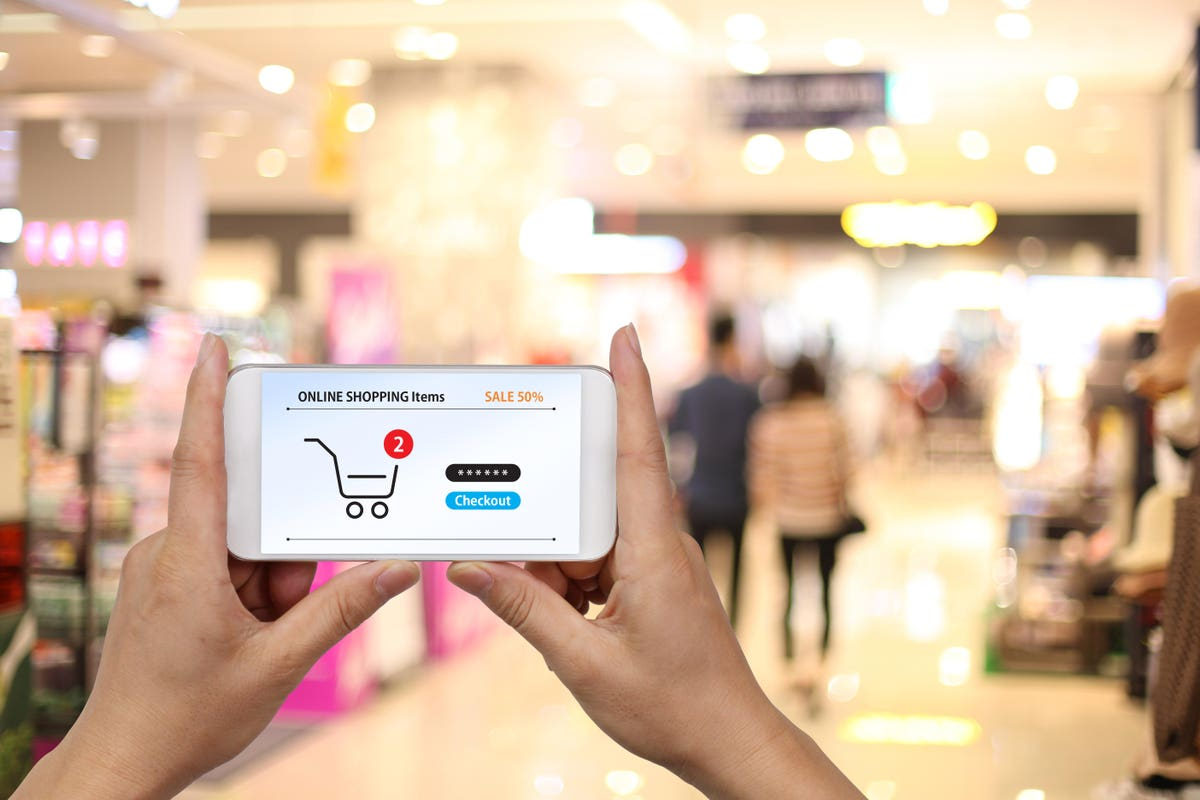 ONLINE SHOPPING Items
SALE 50%
2
******
Checkout